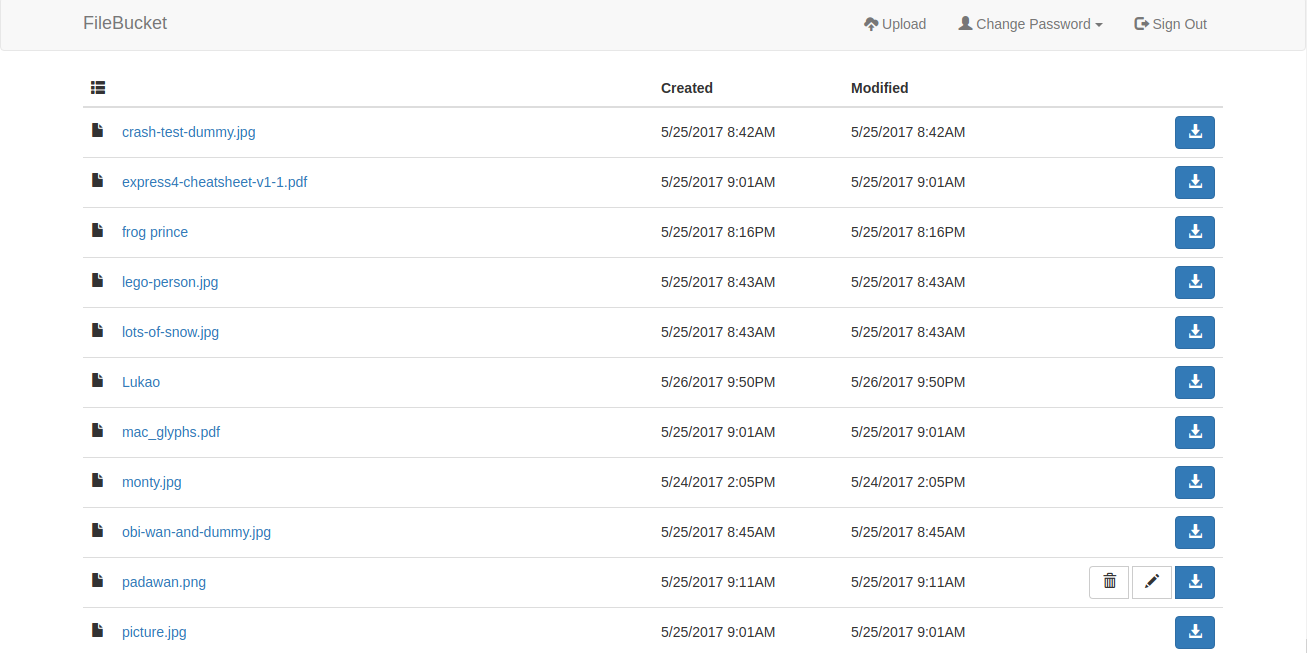 FileBucket Upload Change Password Sign Out
Created Modified
crash-test-dummy.jpg 5/25/2017 8:42AM 5/25/2017 8:42AM
express4-cheatsheet-v1-1.pdf 5/25/2017 9:01AM 5/25/2017 9:01AM
frog prince 5/25/2017 8:16PM 5/25/2017 8:16PM
lego-person.jpg 5/25/2017 8:43AM 5/25/2017 8:43AM
lots-of-snow.jpg 5/25/2017 8:43AM 5/25/2017 8:43AM
Lukao 5/26/2017 9:50PM 5/26/2017 9:50PM
mac_glyphs.pdf 5/25/2017 9:01AM 5/25/2017 9:01AM
monty.jpg 5/24/2017 2:05PM 5/24/2017 2:05PM
obi-wan-and-dummy.jpg 5/25/2017 8:45AM 5/25/2017 8:45AM
padawan.png 5/25/2017 9:11AM 5/25/2017 9:11AM
picture.jpg 5/25/2017 9:01AM 5/25/2017 9:01AM